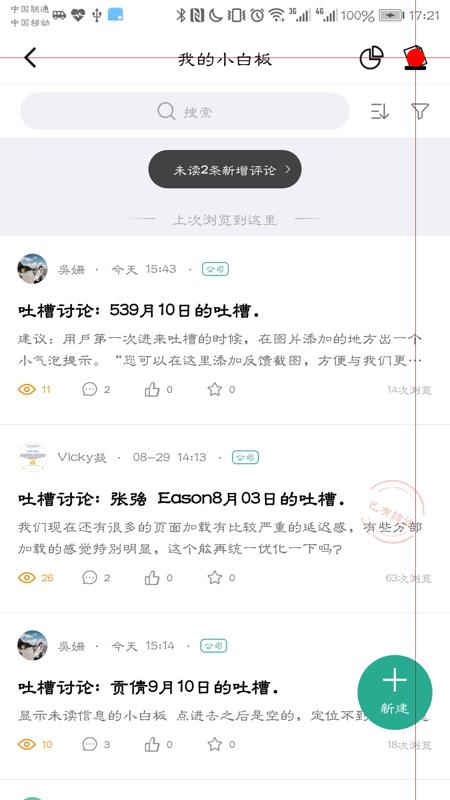 中国联通
中国移动
3G 4G 100% 17:21
我的小白板
搜索
未读2条新增评论
上次浏览到这里
吴姗 · 今天 15:43 · 公司
吐槽讨论: 539月10日的吐槽.
建议: 用户第一次进来吐槽的时候, 在图片添加的地方出一个
小气泡提示。“您可以在这里添加反馈截图, 方便与我们更…
11 2 0 0 14次浏览
Vicky凝 · 08-29 14:13 · 公司
吐槽讨论: 张强 Eason8月03日的吐槽.
已有结论
我们现在还有很多的页面加载有比较严重的延迟感, 有些分部
加载的感觉特别明显, 这个能再统一优化一下吗?
26 2 0 0 63次浏览
吴姗 · 今天 15:14 · 公司
吐槽讨论: 贡倩9月10日的吐槽.
显示未读信息的小白板 点进去之后是空的, 定位不到
10 3 0 0 18次浏览
新建